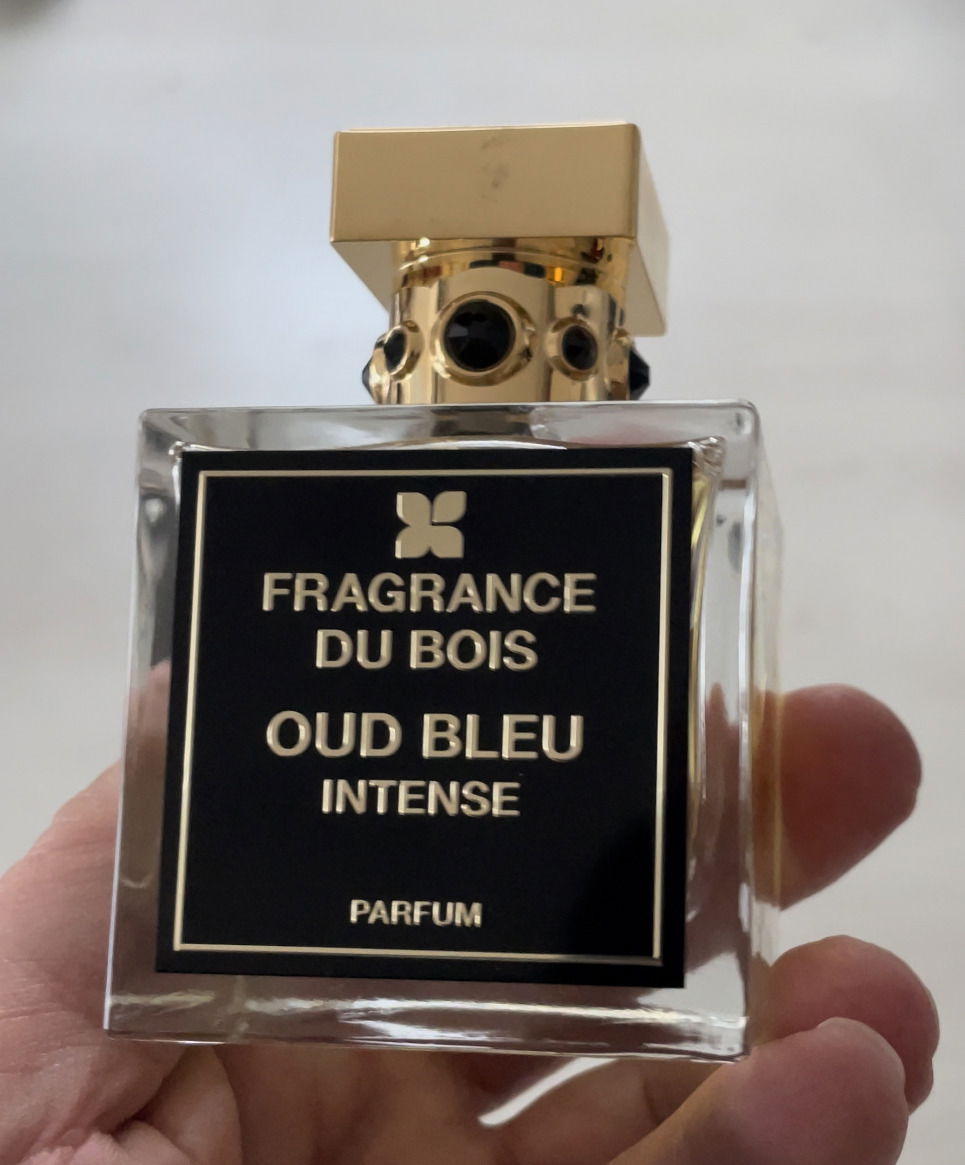 FRAGRANCE
DU BOIS
OUD BLEU
INTENSE
PARFUM